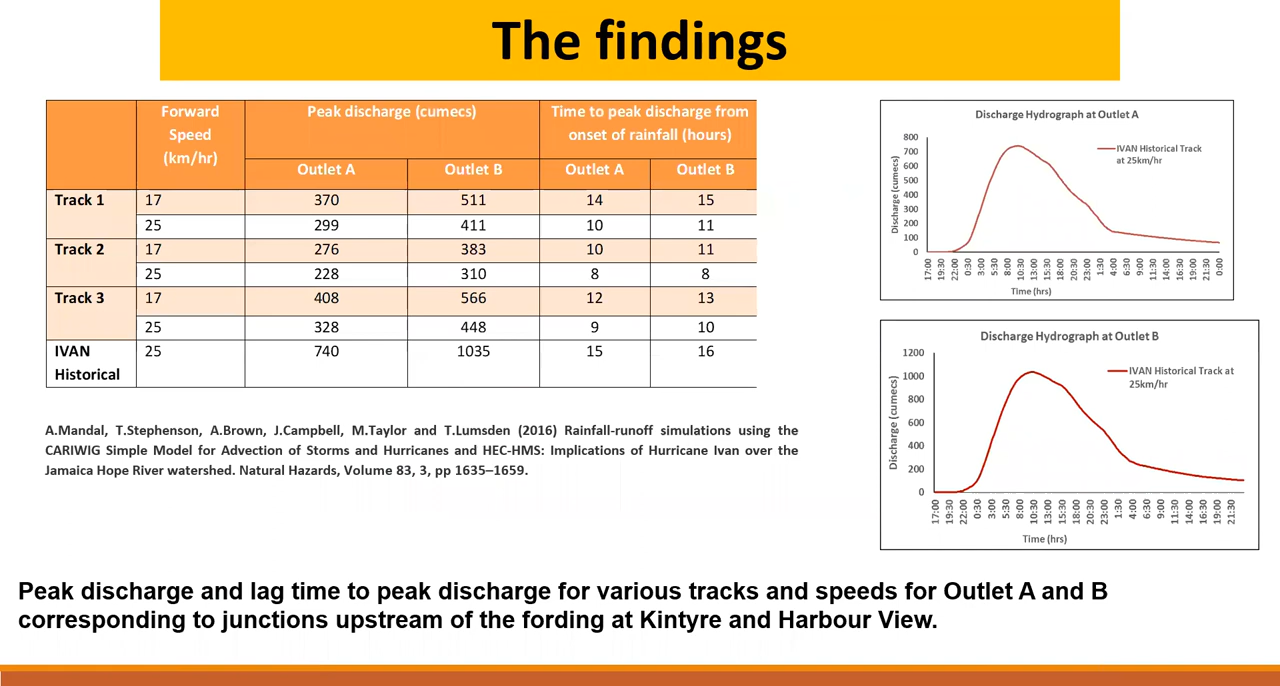 The findings
Forward Speed (km/hr) Peak discharge (cumecs) Time to peak discharge from onset of rainfall (hours)
Outlet A Outlet B Outlet A Outlet B
Track 1 17 370 511 14 15
25 299 411 10 11
Track 2 17 276 383 10 11
25 228 310 8 8
Track 3 17 408 566 12 13
25 328 448 9 10
IVAN Historical 25 740 1035 15 16
A.Mandal, T.Stephenson, A.Brown, J.Campbell, M.Taylor and T.Lumsden (2016) Rainfall-runoff simulations using the
CARIWIG Simple Model for Advection of Storms and Hurricanes and HEC-HMS: Implications of Hurricane Ivan over the
Jamaica Hope River watershed. Natural Hazards, Volume 83, 3, pp 1635–1659.
Discharge Hydrograph at Outlet A
800
700
600
500
400
300
200
100
0
Discharge (cumecs)
IVAN Historical Track
at 25km/hr
17:00 19:30 22:00 0:30 3:00 5:30 8:00 10:30 13:00 15:30 18:00 20:30 23:00 1:30 4:00 6:30 9:00 11:30 14:00 16:30 19:00 21:30 0:00
Time (hrs)
Discharge Hydrograph at Outlet B
1200
1000
800
600
400
200
0
Discharge (cumecs)
IVAN Historical Track at
25km/hr
17:00 19:30 22:00 0:30 3:00 5:30 8:00 10:30 13:00 15:30 18:00 20:30 23:00 1:30 4:00 6:30 9:00 11:30 14:00 16:30 19:00 21:30
Time (hrs)
Peak discharge and lag time to peak discharge for various tracks and speeds for Outlet A and B
corresponding to junctions upstream of the fording at Kintyre and Harbour View.